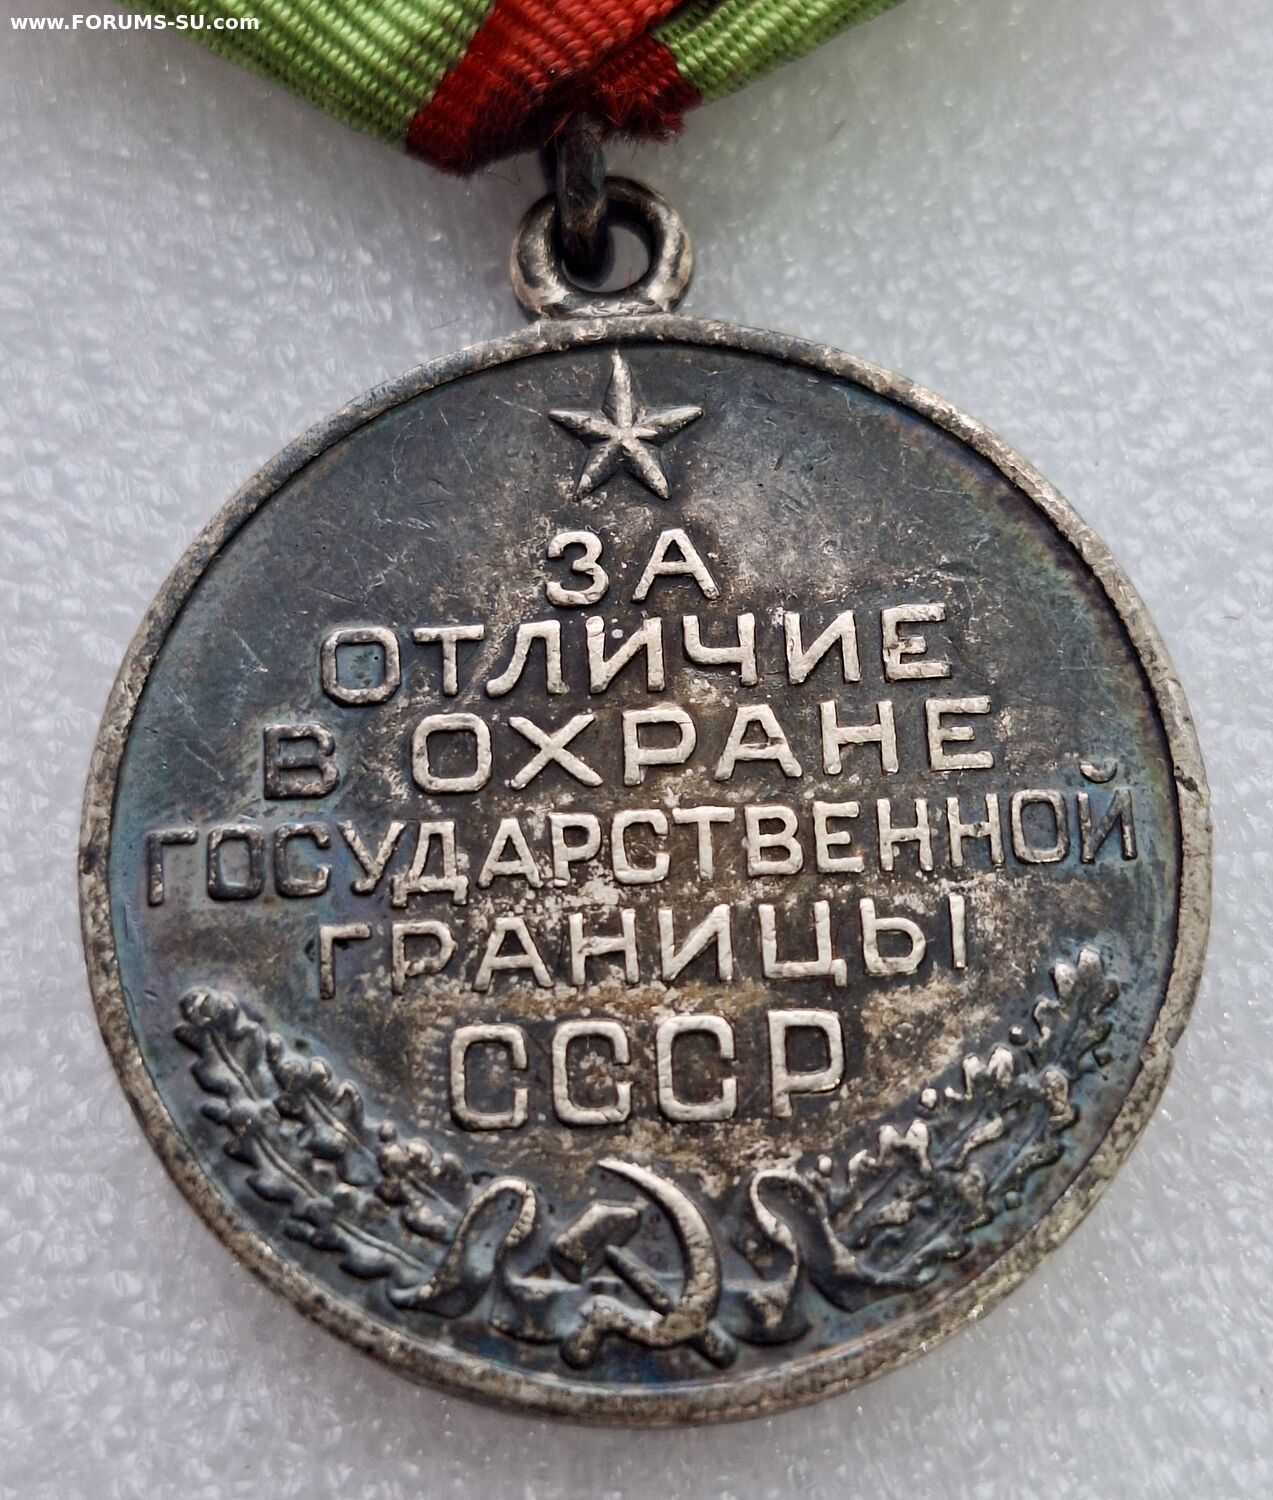 www.FORUMS-SU.com
ЗА
ОТЛИЧИЕ
В ОХРАНЕ
ГОСУДАРСТВЕННОЙ
ГРАНИЦЫ
СССР